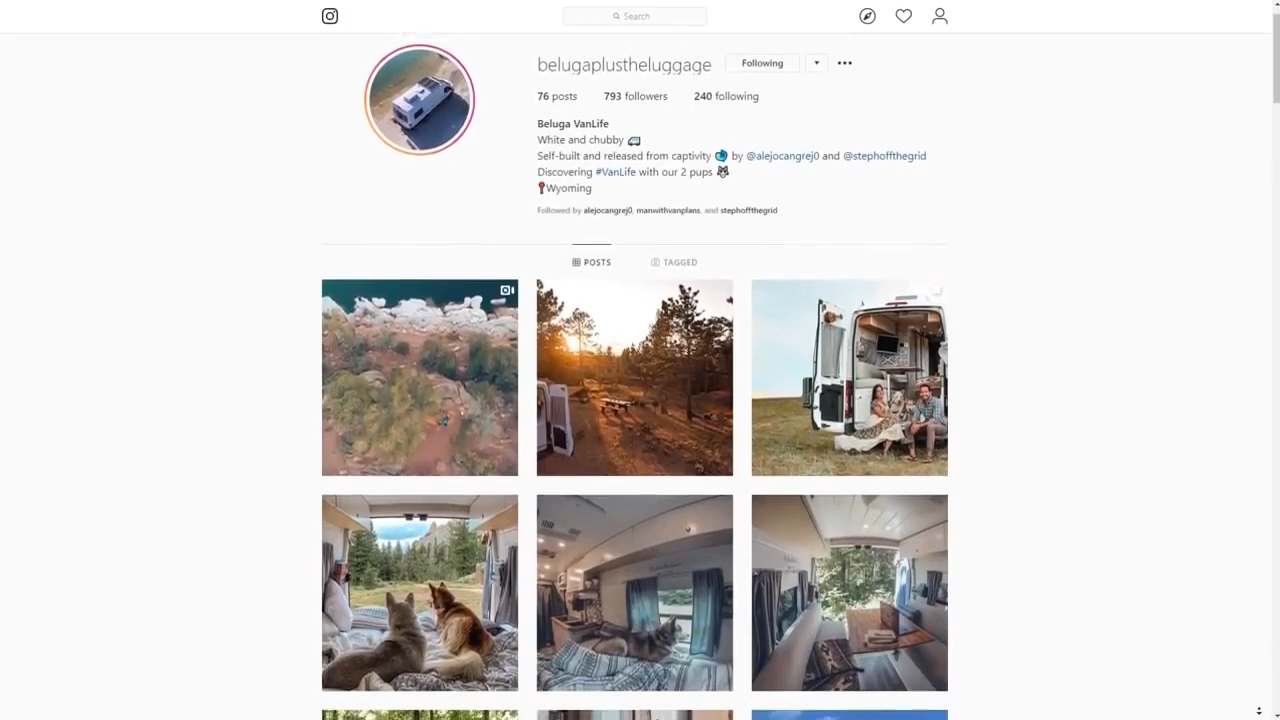 Search
belugaplustheluggage Following
76 posts 793 followers 240 following
Beluga VanLife
White and chubby
Self-built and released from captivity by @alejocangrej0 and @stephoffthegrid
Discovering #VanLife with our 2 pups
Wyoming
Followed by alejocangrej0, manwithvanplans, and stephoffthegrid
POSTS TAGGED